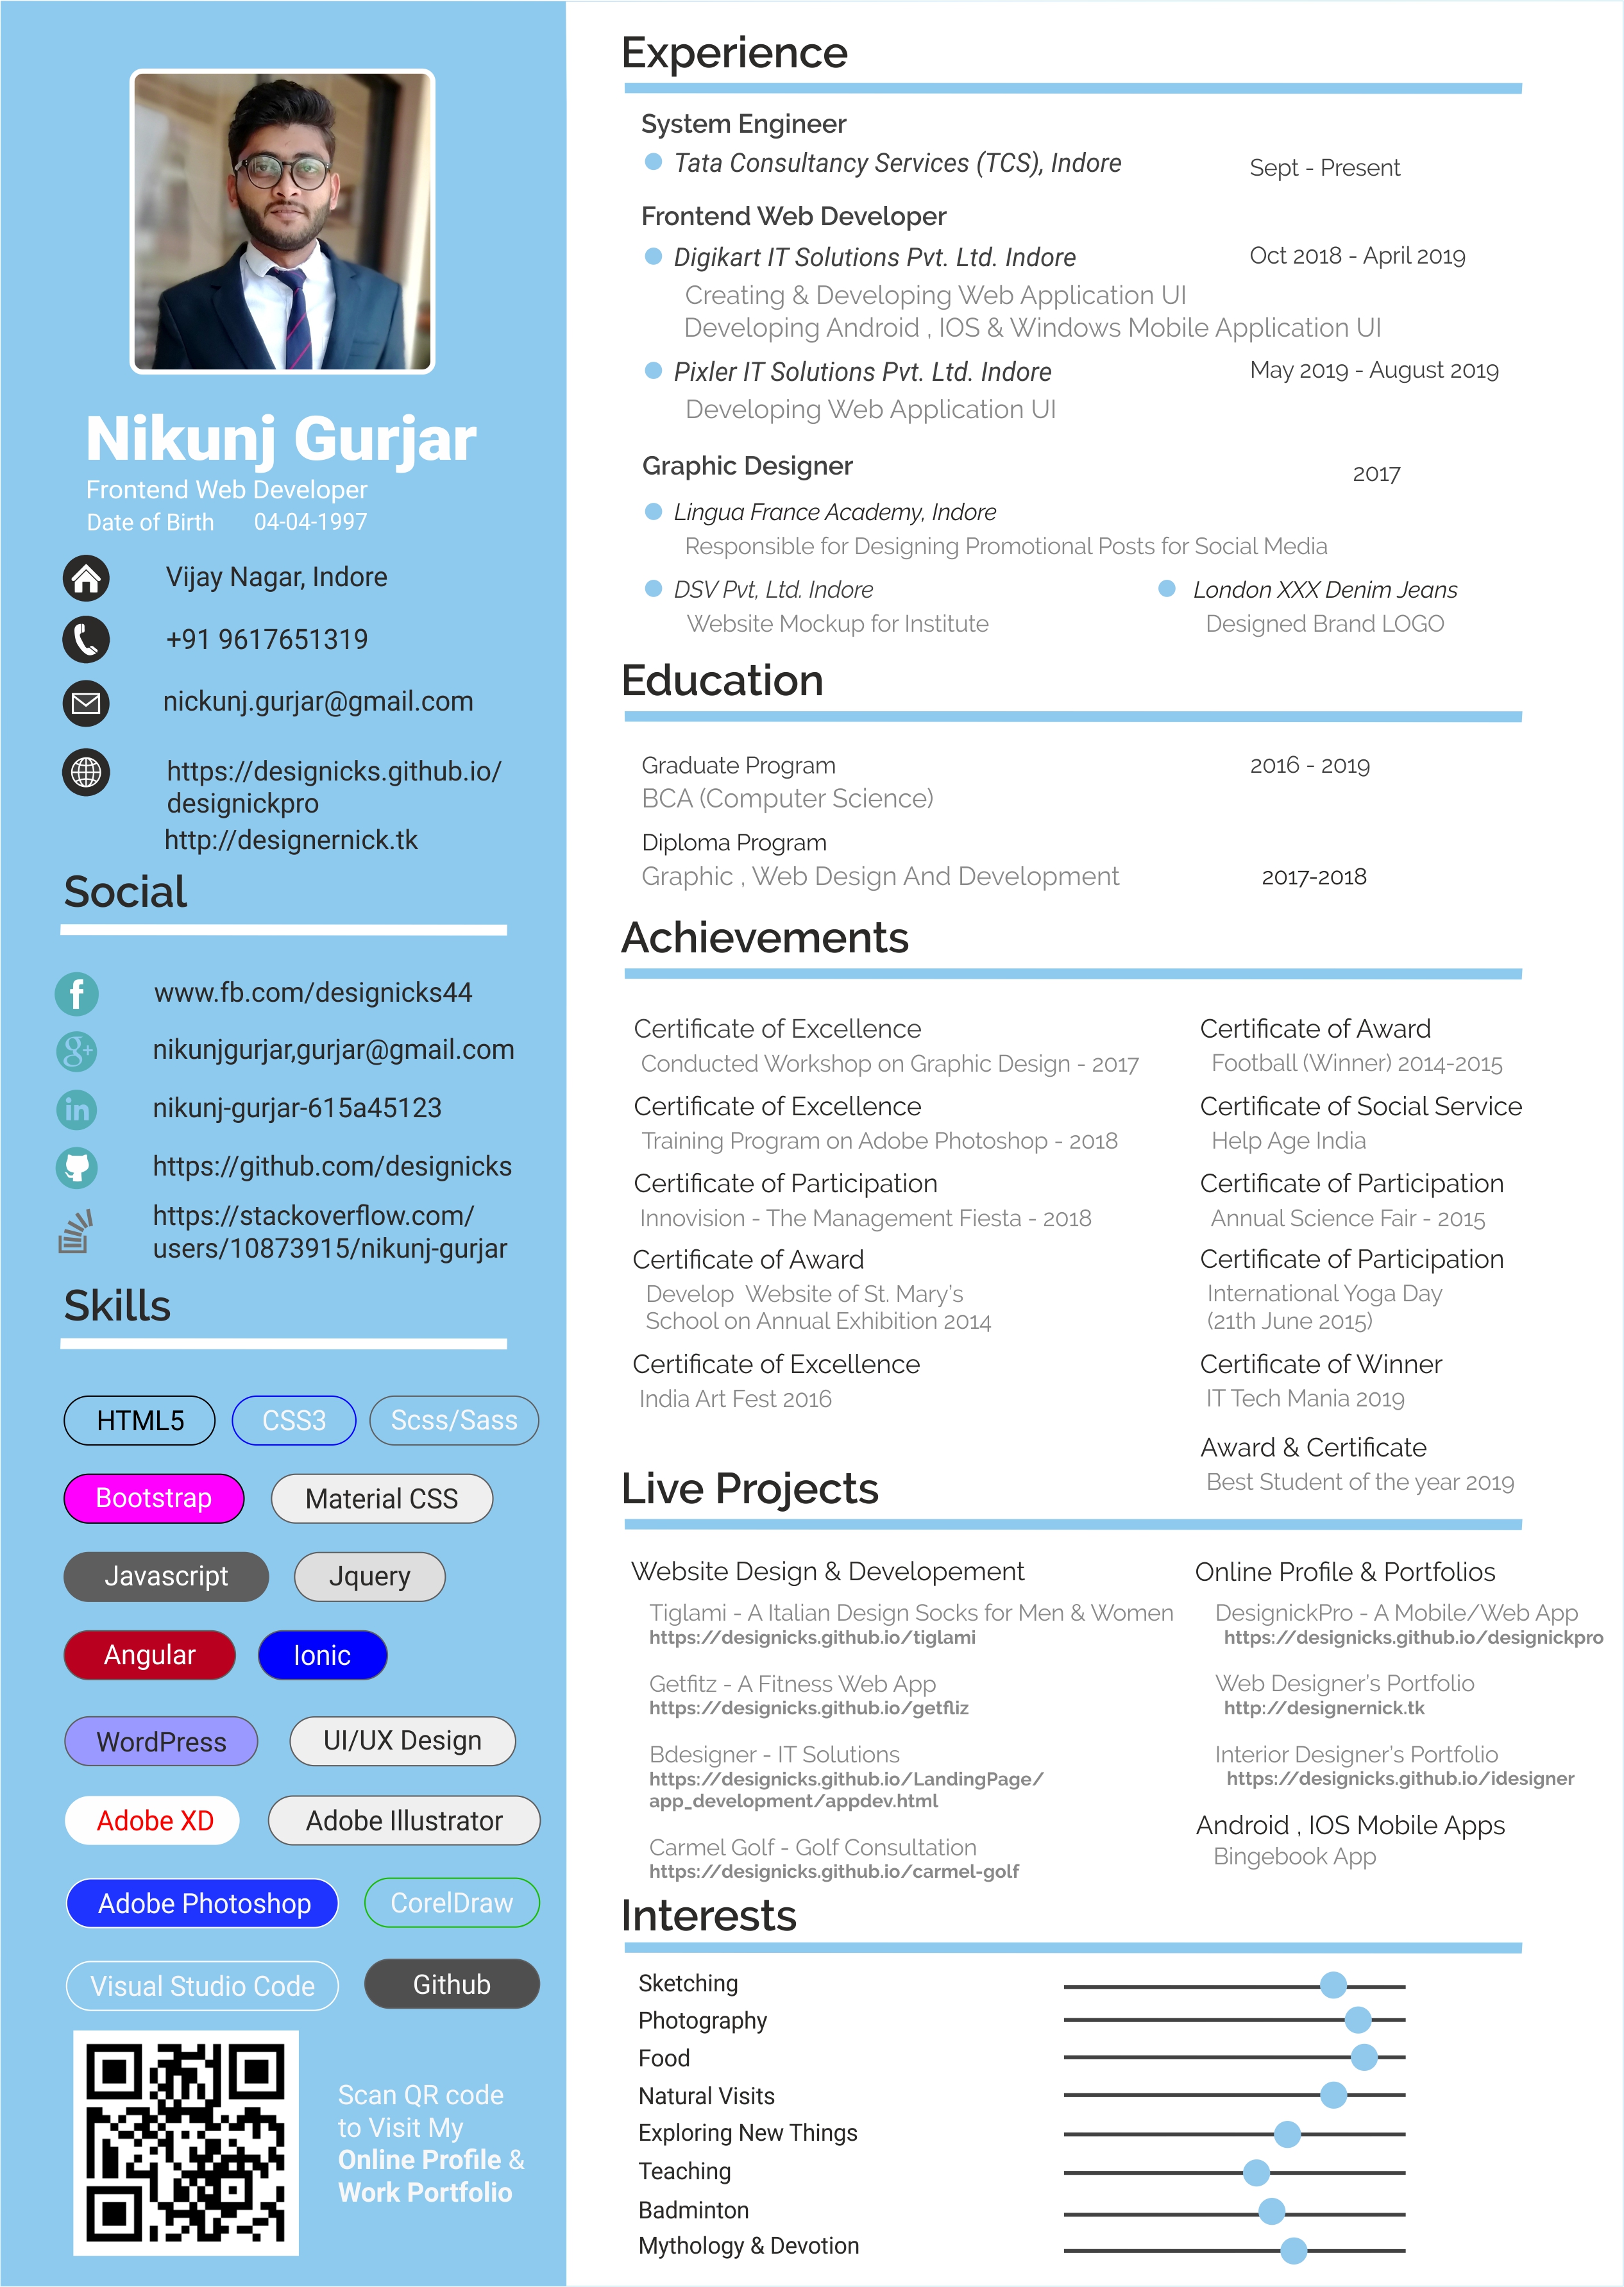 Nikunj Gurjar
Frontend Web Developer
Date of Birth 04-04-1997
Vijay Nagar, Indore
+91 9617651319
nickunj.gurjar@gmail.com
https://designicks.github.io/
designickpro
http://designernick.tk
Social
www.fb.com/designicks44
nikunjgurjar,gurjar@gmail.com
nikunj-gurjar-615a45123
https://github.com/designicks
https://stackoverflow.com/
users/10873915/nikunj-gurjar
Skills
HTML5 CSS3 Scss/Sass
Bootstrap Material CSS
Javascript Jquery
Angular Ionic
WordPress UI/UX Design
Adobe XD Adobe Illustrator
Adobe Photoshop CorelDraw
Visual Studio Code Github
Scan QR code
to Visit My
Online Profile &
Work Portfolio
Experience
System Engineer
Tata Consultancy Services (TCS), Indore Sept - Present
Frontend Web Developer
Digikart IT Solutions Pvt. Ltd. Indore Oct 2018 - April 2019
Creating & Developing Web Application UI
Developing Android , IOS & Windows Mobile Application UI
Pixler IT Solutions Pvt. Ltd. Indore May 2019 - August 2019
Developing Web Application UI
Graphic Designer 2017
Lingua France Academy, Indore
Responsible for Designing Promotional Posts for Social Media
DSV Pvt, Ltd. Indore
Website Mockup for Institute
London XXX Denim Jeans
Designed Brand LOGO
Education
Graduate Program 2016 - 2019
BCA (Computer Science)
Diploma Program
Graphic , Web Design And Development 2017-2018
Achievements
Certificate of Excellence
Conducted Workshop on Graphic Design - 2017
Certificate of Excellence
Training Program on Adobe Photoshop - 2018
Certificate of Participation
Innovision - The Management Fiesta - 2018
Certificate of Award
Develop Website of St. Mary's
School on Annual Exhibition 2014
Certificate of Excellence
India Art Fest 2016
Certificate of Award
Football (Winner) 2014-2015
Certificate of Social Service
Help Age India
Certificate of Participation
Annual Science Fair - 2015
Certificate of Participation
International Yoga Day
(21th June 2015)
Certificate of Winner
IT Tech Mania 2019
Award & Certificate
Best Student of the year 2019
Live Projects
Website Design & Developement
Tiglami - A Italian Design Socks for Men & Women
https://designicks.github.io/tiglami
Getfitz - A Fitness Web App
https://designicks.github.io/getfliz
Bdesigner - IT Solutions
https://designicks.github.io/LandingPage/
app_development/appdev.html
Carmel Golf - Golf Consultation
https://designicks.github.io/carmel-golf
Online Profile & Portfolios
DesignickPro - A Mobile/Web App
https://designicks.github.io/designickpro
Web Designer's Portfolio
http://designernick.tk
Interior Designer's Portfolio
https://designicks.github.io/idesigner
Android , IOS Mobile Apps
Bingebook App
Interests
Sketching
Photography
Food
Natural Visits
Exploring New Things
Teaching
Badminton
Mythology & Devotion